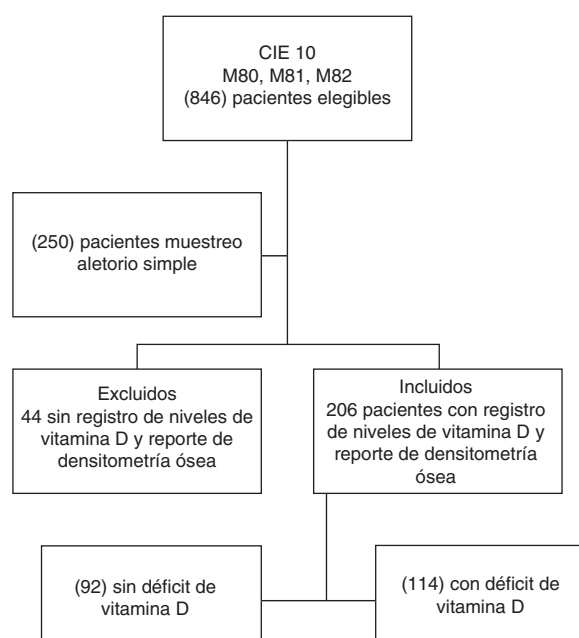 CIE 10
M80, M81, M82
(846) pacientes elegibles
(250) pacientes muestreo
aletorio simple
Excluidos
44 sin registro de niveles de
vitamina D y reporte de
densitometría ósea
Incluidos
206 pacientes con registro
de niveles de vitamina D y
reporte de densitometría
ósea
(92) sin déficit de
vitamina D
(114) con déficit de
vitamina D